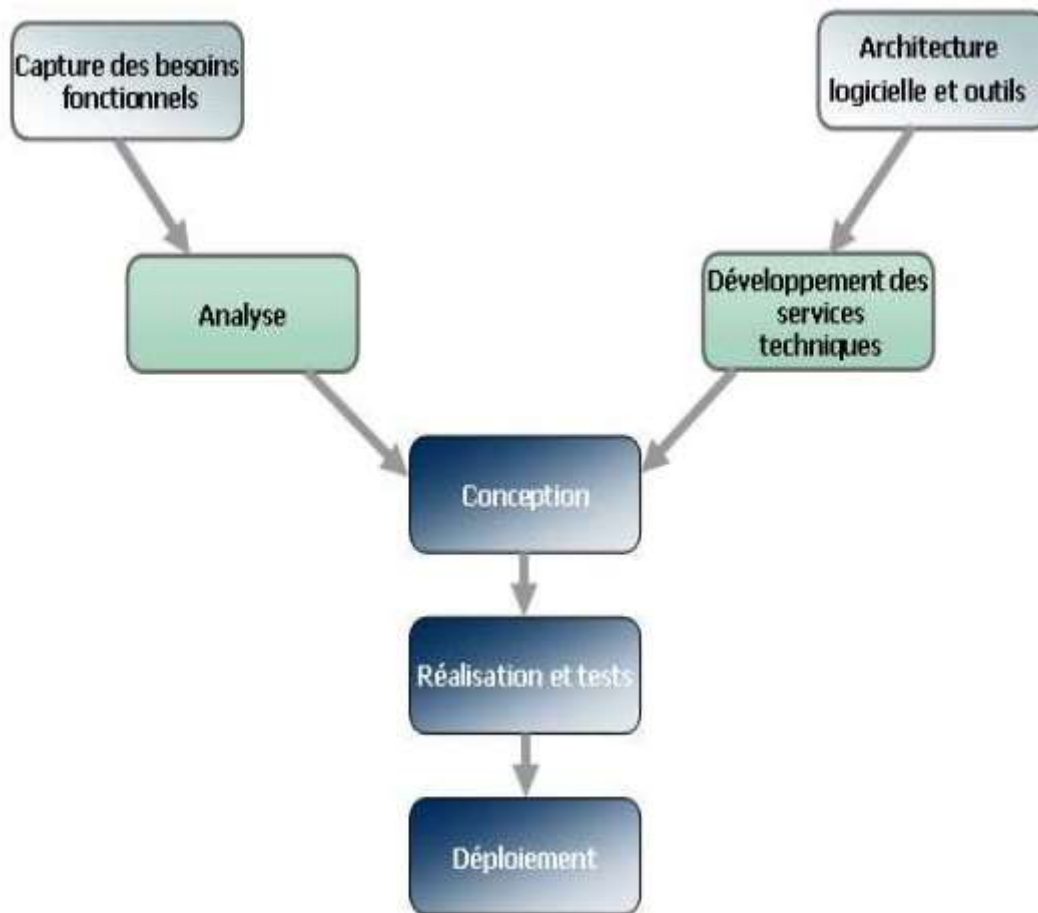 Capture des besoins
fonctionnels
Architecture
logicielle et outils
Analyse
Développement des
services
techniques
Conception
Réalisation et tests
Déploiement